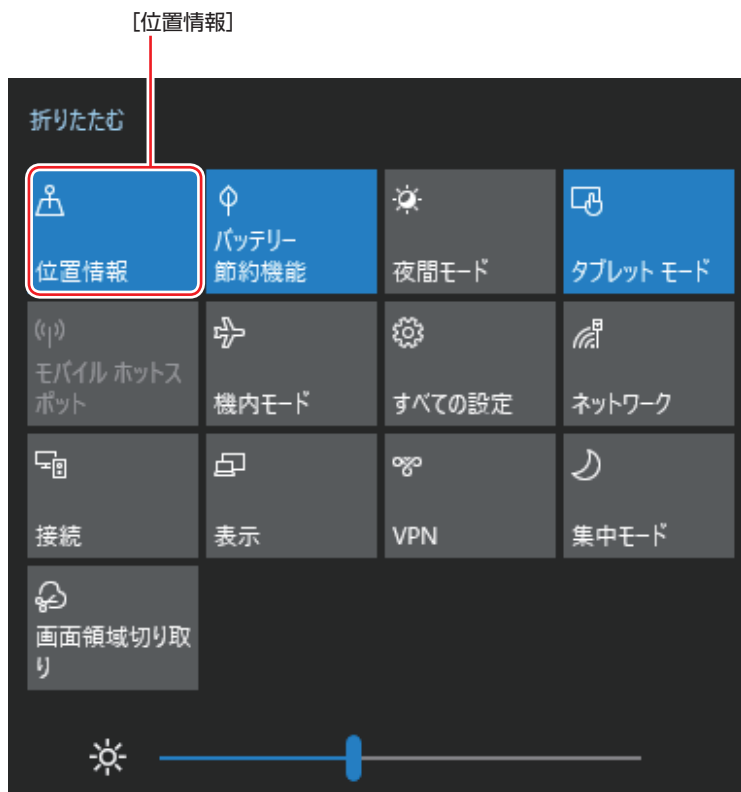 [位置情報]
折りたたむ
位置情報
バッテリー
節約機能
夜間モード
タブレット モード
モバイル ホットス
ポット
機内モード
すべての設定
ネットワーク
接続
表示
VPN
集中モード
画面領域切り取
り